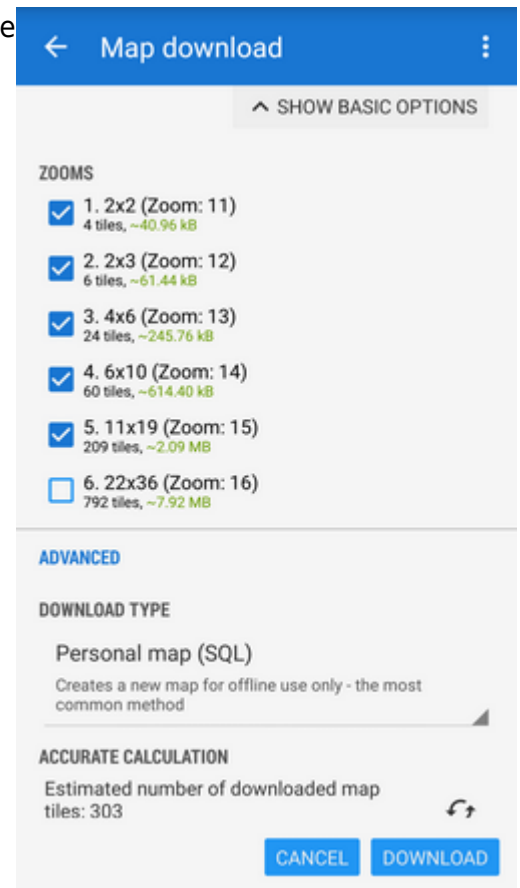 e
Map download
SHOW BASIC OPTIONS
ZOOMS
1. 2x2 (Zoom: 11)
4 tiles, ~40.96 kB
2. 2x3 (Zoom: 12)
6 tiles, ~61.44 kB
3. 4x6 (Zoom: 13)
24 tiles, ~245.76 kB
4. 6x10 (Zoom: 14)
60 tiles, ~614.40 kB
5. 11x19 (Zoom: 15)
209 tiles, ~2.09 MB
6. 22x36 (Zoom: 16)
792 tiles, ~7.92 MB
ADVANCED
DOWNLOAD TYPE
Personal map (SQL)
Creates a new map for offline use only - the most
common method
ACCURATE CALCULATION
Estimated number of downloaded map
tiles: 303
CANCEL DOWNLOAD